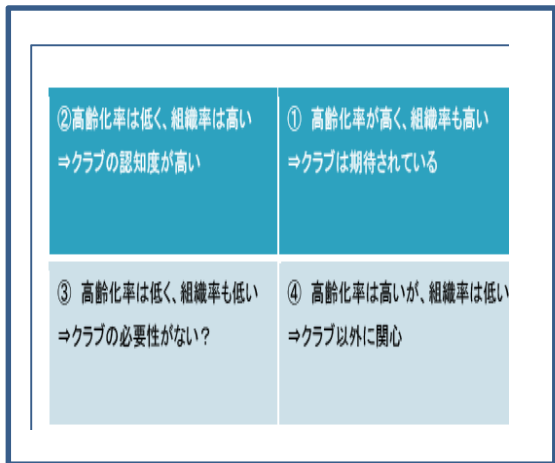 ②高齢化率は低く、組織率は高い
⇒クラブの認知度が高い
① 高齢化率が高く、組織率も高い
⇒クラブは期待されている
③ 高齢化率は低く、組織率も低い
⇒クラブの必要性がない？
④ 高齢化率は高いが、組織率は低い
⇒クラブ以外に関心